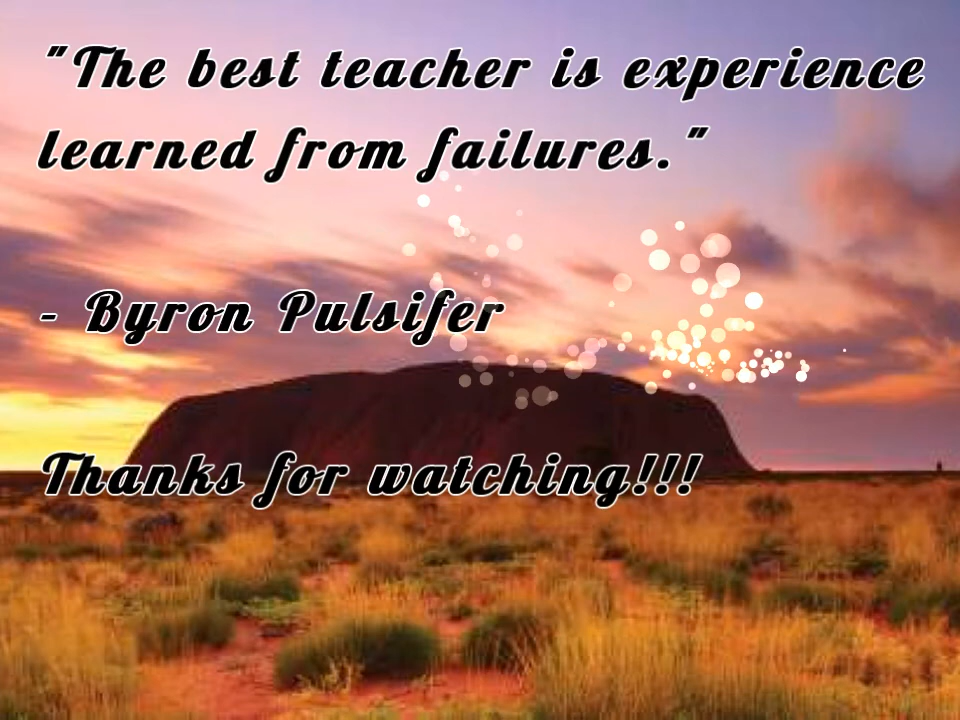 "The best teacher is experience
learned from failures."
- Byron Pulsifer
Thanks for watching!!!